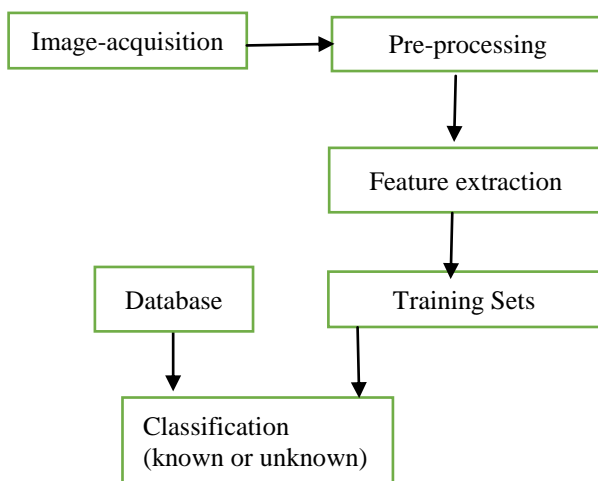 Image-acquisition
Pre-processing
Feature extraction
Database
Training Sets
Classification
(known or unknown)